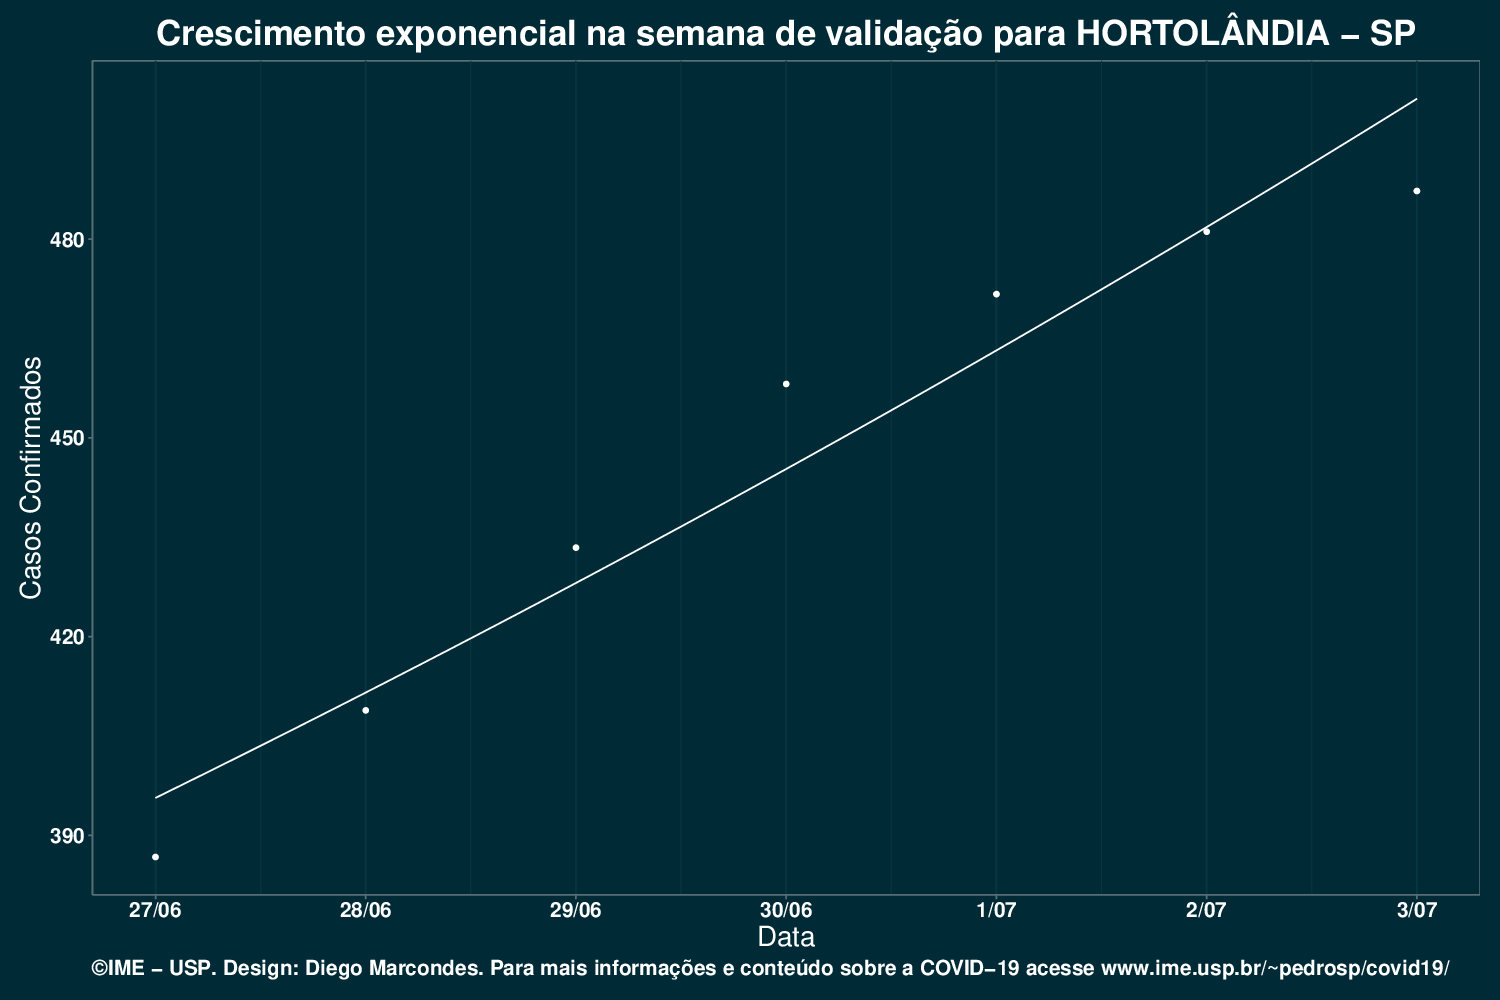 Crescimento exponencial na semana de validação para HORTOLÂNDIA – SP
Casos Confirmados
480
450
420
390
27/06 28/06 29/06 30/06 1/07 2/07 3/07
Data
©IME – USP. Design: Diego Marcondes. Para mais informações e conteúdo sobre a COVID–19 acesse www.ime.usp.br/~pedrosp/covid19/